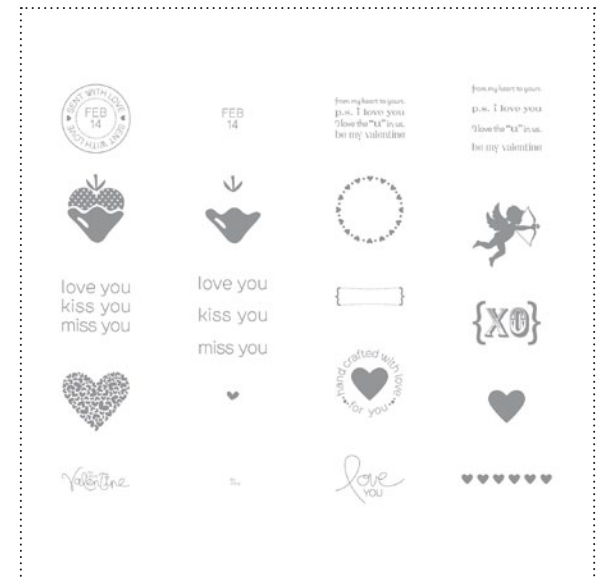 SENT WITH LOVE SENT WITH LOVE
FEB
14
FEB
14
from my heart to yours
p.s. I love you
I love the "U" in us.
be my valentine
from my heart to yours
p.s. I love you
I love the "U" in us.
be my valentine
love you
kiss you
miss you
love you
kiss you
miss you
{XO}
hand crafted with love
for you
Valentine
love
YOU